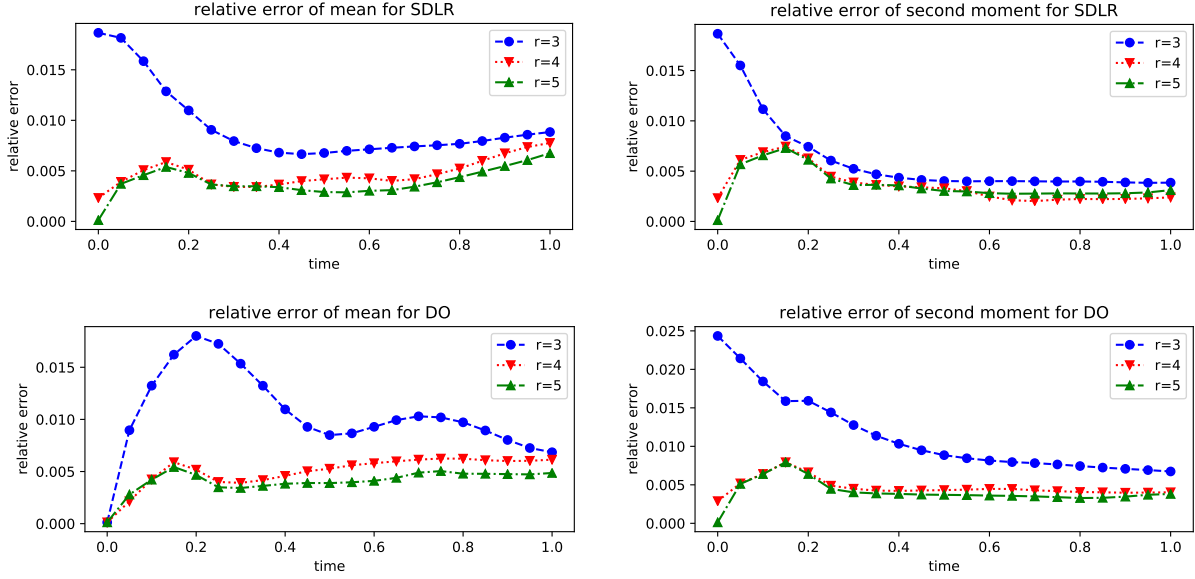 relative error of mean for SDLR
relative error
0.015
0.010
0.005
0.000
r=3
r=4
r=5
0.0 0.2 0.4 0.6 0.8 1.0
time
relative error of second moment for SDLR
relative error
0.015
0.010
0.005
0.000
r=3
r=4
r=5
0.0 0.2 0.4 0.6 0.8 1.0
time
relative error of mean for DO
relative error
0.015
0.010
0.005
0.000
r=3
r=4
r=5
0.0 0.2 0.4 0.6 0.8 1.0
time
relative error of second moment for DO
relative error
0.025
0.020
0.015
0.010
0.005
0.000
r=3
r=4
r=5
0.0 0.2 0.4 0.6 0.8 1.0
time